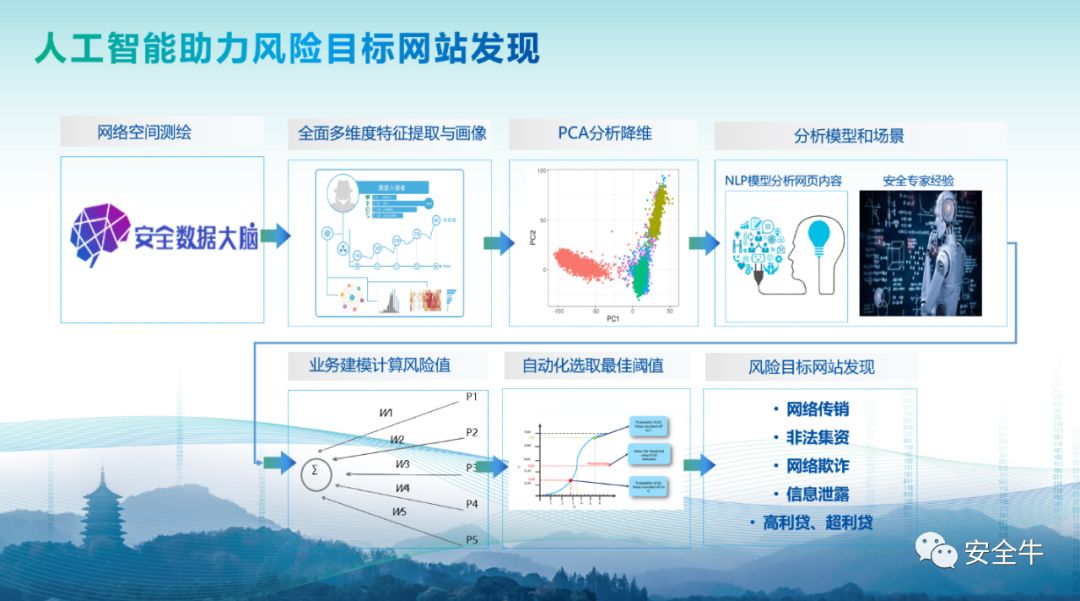 人工智能助力风险目标网站发现
网络空间测绘
全面多维度特征提取与画像
PCA分析降维
分析模型和场景
安全数据大脑
黑客入侵者
100
50
0
PC2
-100
-50
0
50
PC1
NLP模型分析网页内容
安全专家经验
业务建模计算风险值
自动化选取最佳阈值
风险目标网站发现
P1
P2
P3
P4
P5
W1
W2
W3
W4
W5
Σ
• 网络传销
• 非法集资
• 网络欺诈
• 信息泄露
• 高利贷、超利贷
安全牛